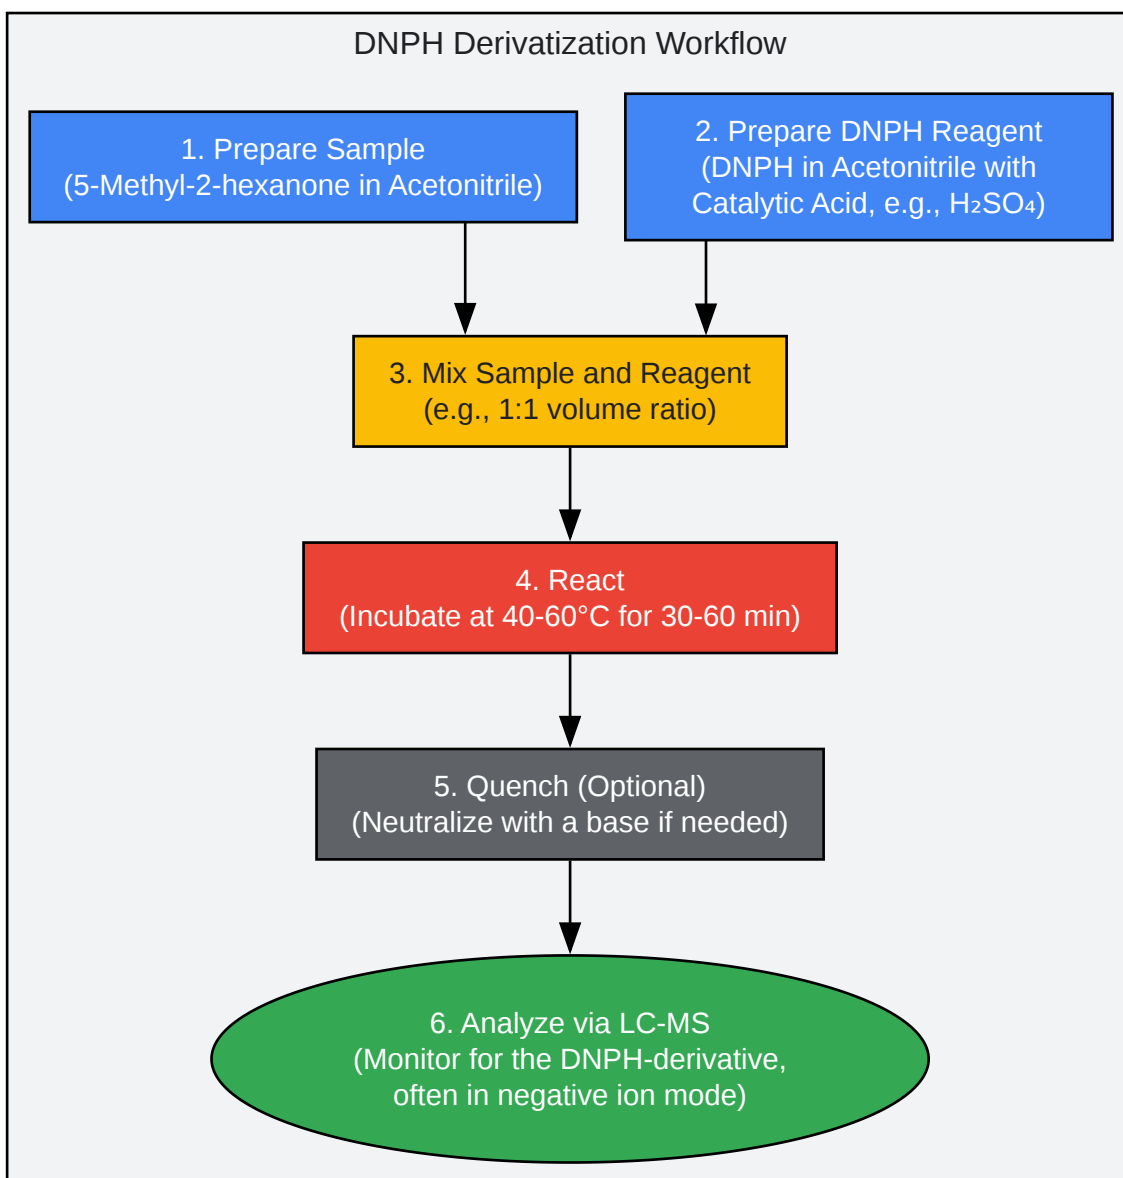 DNPH Derivatization Workflow
1. Prepare Sample
(5-Methyl-2-hexanone in Acetonitrile)
2. Prepare DNPH Reagent
(DNPH in Acetonitrile with
Catalytic Acid, e.g., H₂SO₄)
3. Mix Sample and Reagent
(e.g., 1:1 volume ratio)
4. React
(Incubate at 40-60°C for 30-60 min)
5. Quench (Optional)
(Neutralize with a base if needed)
6. Analyze via LC-MS
(Monitor for the DNPH-derivative,
often in negative ion mode)